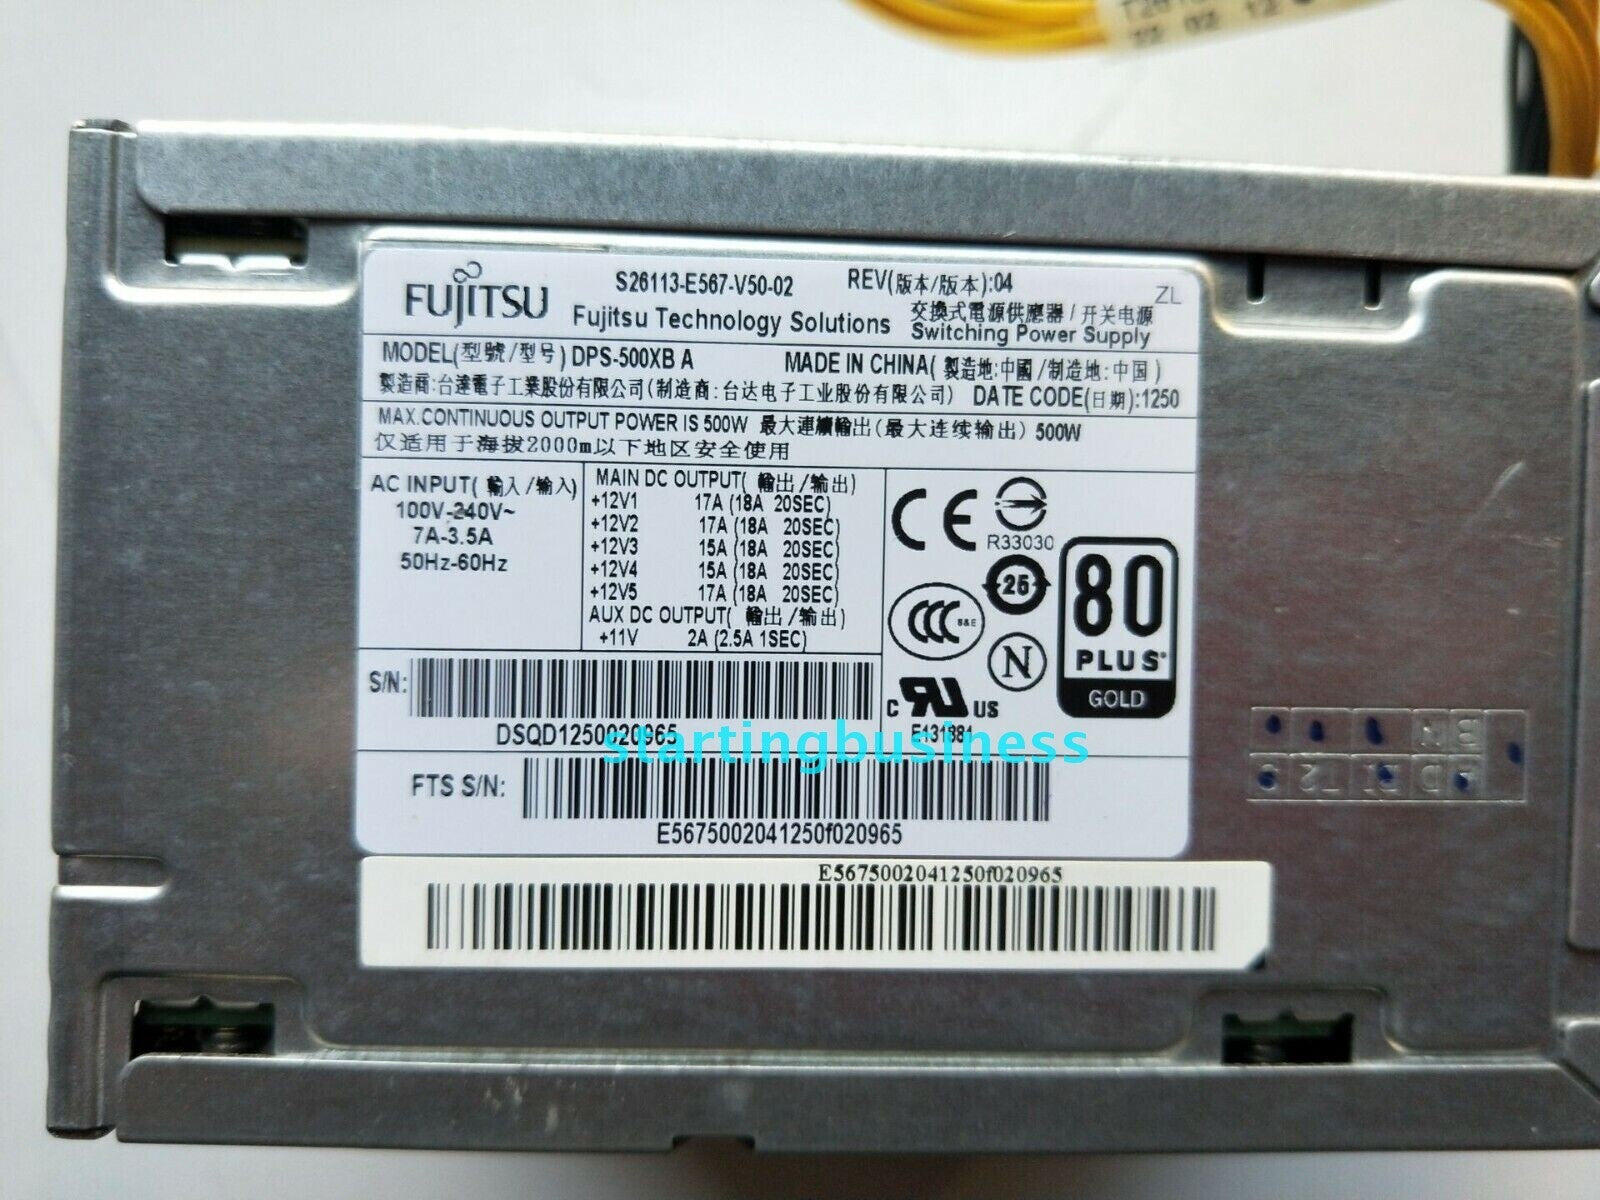 22 02 12
FUJITSU
S26113-E567-V50-02
REV(版本/版本):04
ZL
Fujitsu Technology Solutions
交換式電源供應器/开关电源
Switching Power Supply
MODEL(型號/型号) DPS-500XB A
MADE IN CHINA( 製造地:中國/制造地:中国 )
製造商:台達電子工業股份有限公司(制造商:台达电子工业股份有限公司)
DATE CODE(日期):1250
MAX.CONTINUOUS OUTPUT POWER IS 500W 最大連續輸出(最大连续输出) 500W
仅适用于海拔2000m以下地区安全使用
AC INPUT( 輸入/输入)
100V-240V~
7A-3.5A
50Hz-60Hz
MAIN DC OUTPUT( 輸出/输出)
+12V1 17A (18A 20SEC)
+12V2 17A (18A 20SEC)
+12V3 15A (18A 20SEC)
+12V4 15A (18A 20SEC)
+12V5 17A (18A 20SEC)
AUX DC OUTPUT( 輸出/输出)
+11V 2A (2.5A 1SEC)
CE
R33030
25
CCC
S&E
N
C RU US
E131881
80
PLUS
GOLD
S/N:
DSQD1250020965
startingbusiness
FTS S/N:
E5675002041250f020965
E5675002041250f020965